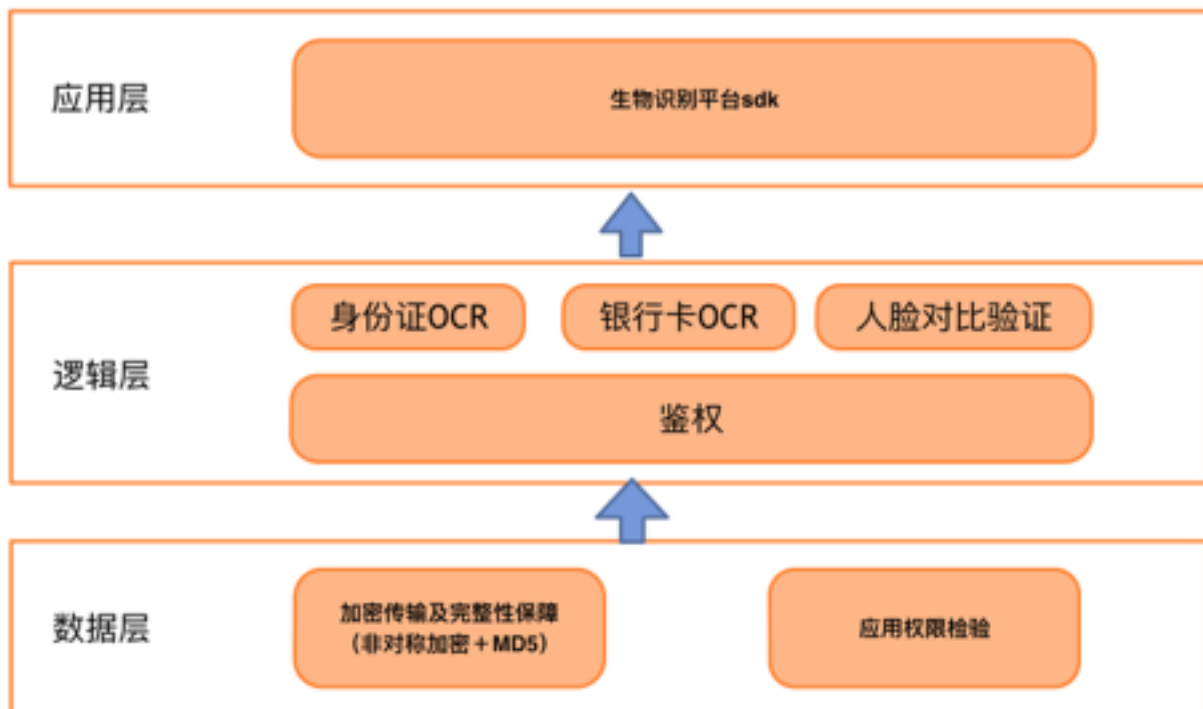 应用层
生物识别平台sdk
身份证OCR
银行卡OCR
人脸对比验证
逻辑层
鉴权
数据层
加密传输及完整性保障
（非对称加密＋MD5）
应用权限检验